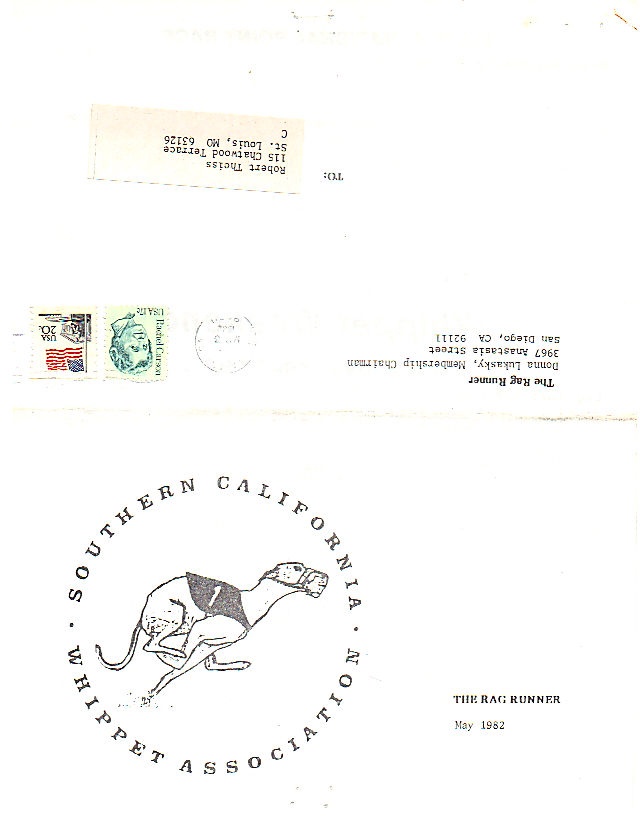 The Rag Runner
Donna Lukasky, Membership Chairman
3967 Anastasia Street
San Diego, CA 92111
USA 20c
Rachel Carson
USA 17c
TO:
Robert Theiss
115 Chatwood Terrace
St. Louis, MO 63126
C
· SOUTHERN CALIFORNIA ·
WHIPPET ASSOCIATION
1
THE RAG RUNNER
May 1982